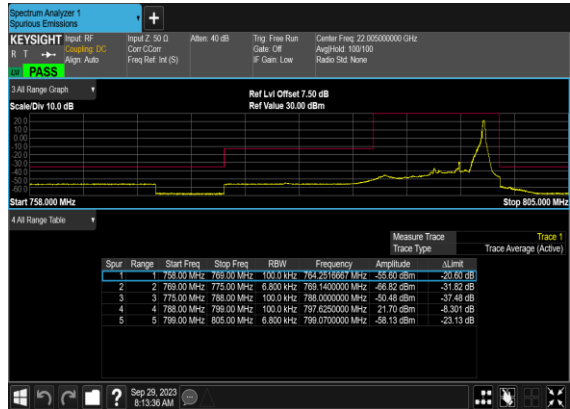 Spectrum Analyzer 1
Spurious Emissions
KEYSIGHT Input: RF Input Z: 50 Ω Atten: 40 dB Trig: Free Run Center Freq: 22.005000000 GHz
R T Coupling: DC Corr CCorr Gate: Off Avg|Hold: 100/100
Align: Auto Freq Ref: Int (S) IF Gain: Low Radio Std: None
PASS
3 All Range Graph
Ref Lvl Offset 7.50 dB
Scale/Div 10.0 dB Ref Value 30.00 dBm
20.0
10.0
0.00
-10.0
-20.0
-30.0
-40.0
-50.0
-60.0
Start 758.000 MHz Stop 805.000 MHz
4 All Range Table
Measure Trace Trace 1
Trace Type Trace Average (Active)
Spur Range Start Freq Stop Freq RBW Frequency Amplitude ΔLimit
1 1 758.00 MHz 769.00 MHz 100.0 kHz 764.2516667 MHz -55.60 dBm -20.60 dB
2 2 769.00 MHz 775.00 MHz 6.800 kHz 769.1400000 MHz -66.82 dBm -31.82 dB
3 3 775.00 MHz 788.00 MHz 100.0 kHz 788.0000000 MHz -50.48 dBm -37.48 dB
4 4 788.00 MHz 799.00 MHz 100.0 kHz 797.6250000 MHz 21.70 dBm -8.301 dB
5 5 799.00 MHz 805.00 MHz 6.800 kHz 799.0700000 MHz -58.13 dBm -23.13 dB
Sep 29, 2023
8:13:36 AM